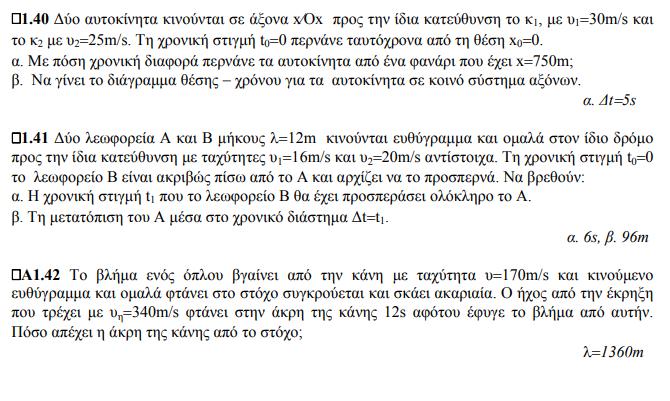 ☐1.40 Δύο αυτοκίνητα κινούνται σε άξονα x′Ox προς την ίδια κατεύθυνση το κ₁, με υ₁=30m/s και
το κ₂ με υ₂=25m/s. Τη χρονική στιγμή t₀=0 περνάνε ταυτόχρονα από τη θέση x₀=0.
α. Με πόση χρονική διαφορά περνάνε τα αυτοκίνητα από ένα φανάρι που έχει x=750m;
β. Να γίνει το διάγραμμα θέσης – χρόνου για τα αυτοκίνητα σε κοινό σύστημα αξόνων.
α. Δt=5s
☐1.41 Δύο λεωφορεία Α και Β μήκους λ=12m κινούνται ευθύγραμμα και ομαλά στον ίδιο δρόμο
προς την ίδια κατεύθυνση με ταχύτητες υ₁=16m/s και υ₂=20m/s αντίστοιχα. Τη χρονική στιγμή t₀=0
το λεωφορείο Β είναι ακριβώς πίσω από το Α και αρχίζει να το προσπερνά. Να βρεθούν:
α. Η χρονική στιγμή t₁ που το λεωφορείο Β θα έχει προσπεράσει ολόκληρο το Α.
β. Τη μετατόπιση του Α μέσα στο χρονικό διάστημα Δt=t₁.
α. 6s, β. 96m
☐Α1.42 Το βλήμα ενός όπλου βγαίνει από την κάνη με ταχύτητα υ=170m/s και κινούμενο
ευθύγραμμα και ομαλά φτάνει στο στόχο συγκρούεται και σκάει ακαριαία. Ο ήχος από την έκρηξη
που τρέχει με υη=340m/s φτάνει στην άκρη της κάνης 12s αφότου έφυγε το βλήμα από αυτήν.
Πόσο απέχει η άκρη της κάνης από το στόχο;
λ=1360m